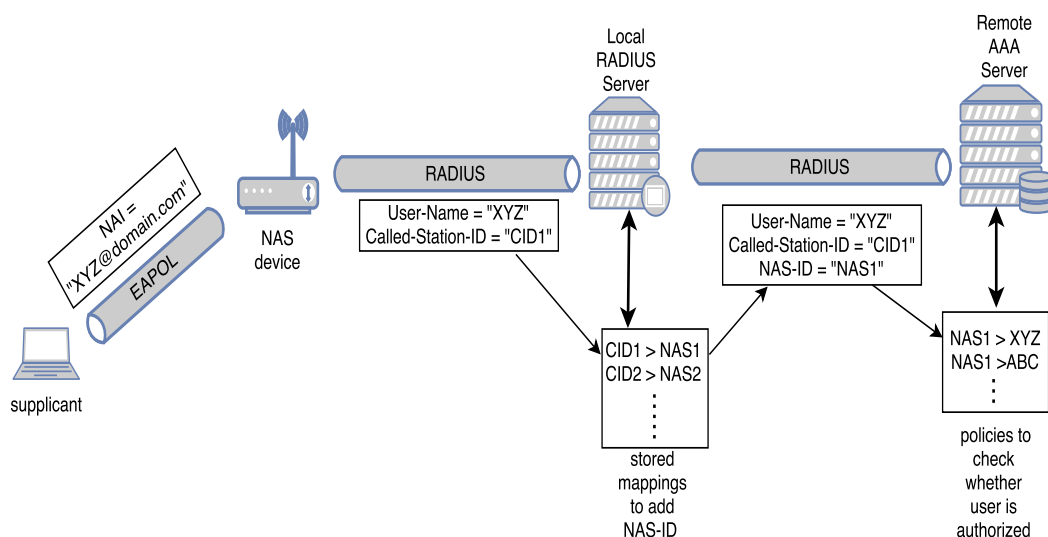 NAI =
"XYZ@domain.com"
EAPOL
supplicant
NAS
device
RADIUS
User-Name = "XYZ"
Called-Station-ID = "CID1"
Local
RADIUS
Server
CID1 > NAS1
CID2 > NAS2
stored
mappings
to add
NAS-ID
RADIUS
User-Name = "XYZ"
Called-Station-ID = "CID1"
NAS-ID = "NAS1"
Remote
AAA
Server
NAS1 > XYZ
NAS1 >ABC
policies to
check
whether
user is
authorized